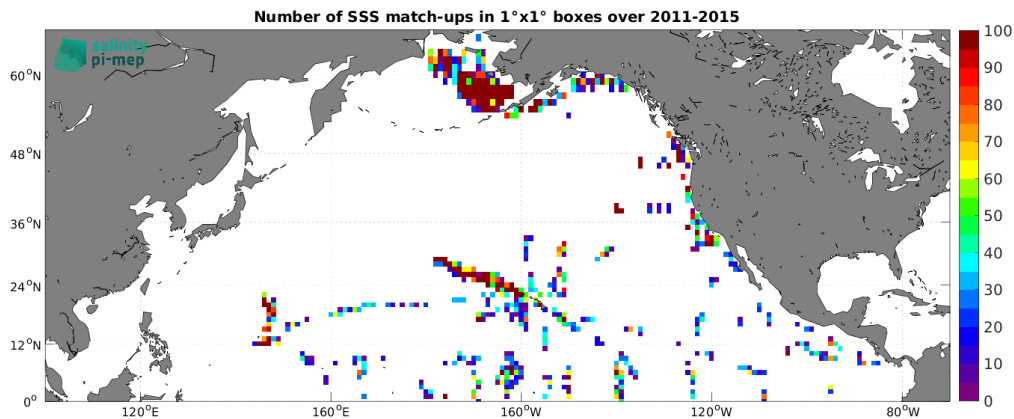 Number of SSS match-ups in 1°x1° boxes over 2011-2015
salinity
pi-mep
60°N
48°N
36°N
24°N
12°N
0°
120°E
160°E
160°W
120°W
80°W
100
90
80
70
60
50
40
30
20
10
0